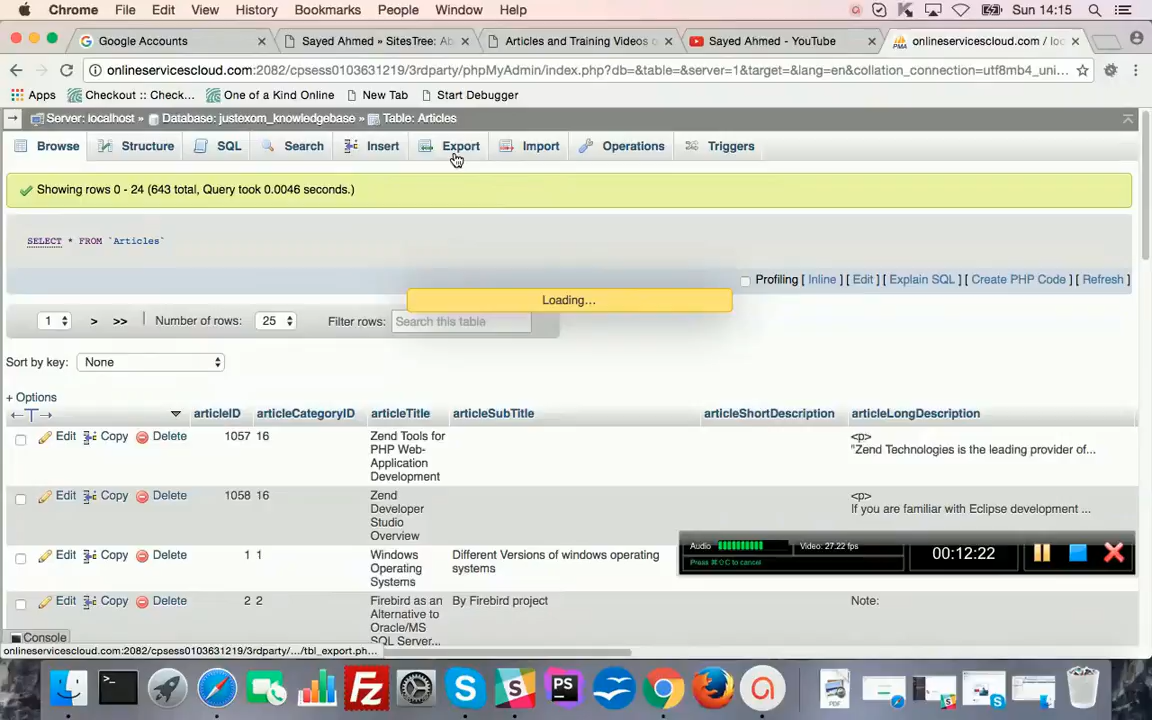 Chrome File Edit View History Bookmarks People Window Help Sun 14:15
Google Accounts Sayed Ahmed » SitesTree: Ab Articles and Training Videos o Sayed Ahmed - YouTube onlineservicescloud.com / loc
onlineservicescloud.com:2082/cpsess0103631219/3rdparty/phpMyAdmin/index.php?db=&table=&server=1&target=&lang=en&collation_connection=utf8mb4_uni...
Apps Checkout :: Check... One of a Kind Online New Tab Start Debugger
Server: localhost » Database: justexom_knowledgebase » Table: Articles
Browse Structure SQL Search Insert Export Import Operations Triggers
Showing rows 0 - 24 (643 total, Query took 0.0046 seconds.)
SELECT * FROM `Articles`
Profiling [ Inline ] [ Edit ] [ Explain SQL ] [ Create PHP Code ] [ Refresh ]
Loading...
1 > >> Number of rows: 25 Filter rows: Search this table
Sort by key: None
+ Options
←T→ articleID articleCategoryID articleTitle articleSubTitle articleShortDescription articleLongDescription
Edit Copy Delete 1057 16 Zend Tools for <p>
PHP Web- "Zend Technologies is the leading provider of...
Application
Development
Edit Copy Delete 1058 16 Zend <p>
Developer If you are familiar with Eclipse development ...
Studio
Overview
Edit Copy Delete 1 1 Windows Different Versions of windows operating
Operating systems
Systems
Audio Video: 27.22 fps 00:12:22
Press ⌘⇧C to cancel.
Edit Copy Delete 2 2 Firebird as an By Firebird project Note:
Alternative to
Oracle/MS
SQL Server...
Console
onlineservicescloud.com:2082/cpsess0103631219/3rdparty/.../tbl_export.ph...